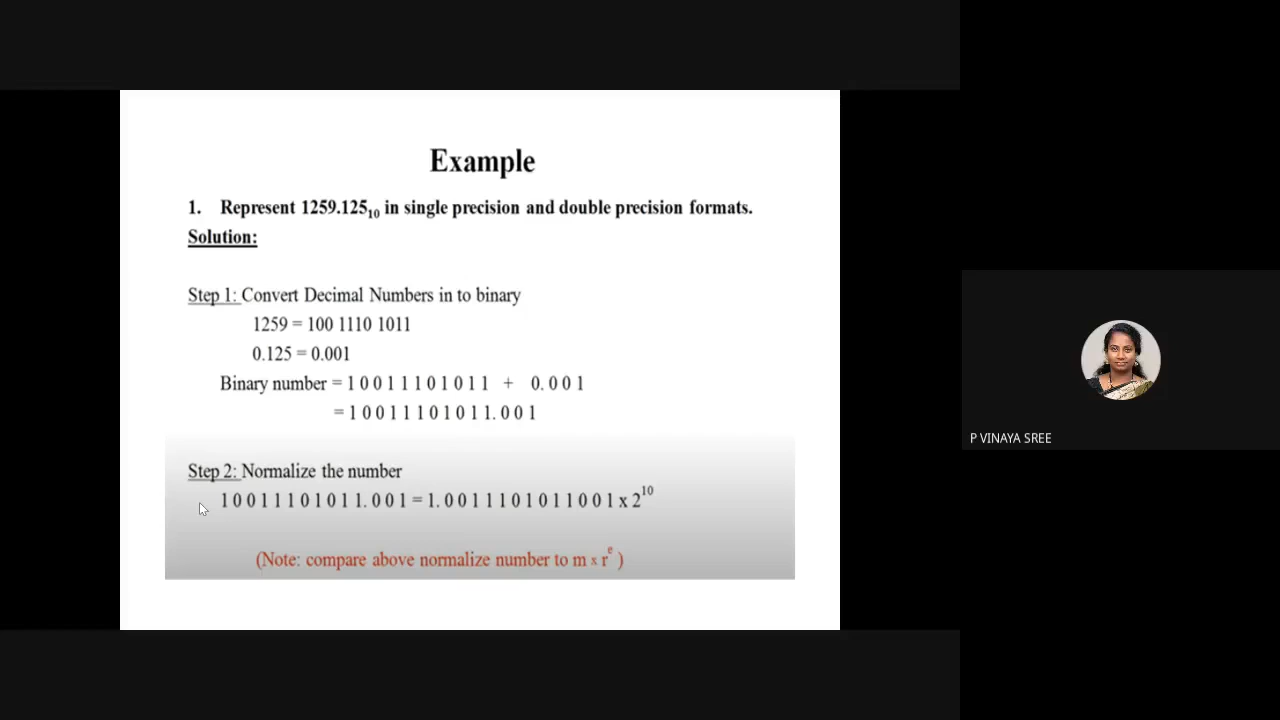 Example
1. Represent 1259.125₁₀ in single precision and double precision formats.
Solution:
Step 1: Convert Decimal Numbers in to binary
1259 = 100 1110 1011
0.125 = 0.001
Binary number = 1 0 0 1 1 1 0 1 0 1 1 + 0. 0 0 1
= 1 0 0 1 1 1 0 1 0 1 1. 0 0 1
Step 2: Normalize the number
1 0 0 1 1 1 0 1 0 1 1. 0 0 1 = 1. 0 0 1 1 1 0 1 0 1 1 0 0 1 x 2¹⁰
(Note: compare above normalize number to m x rᵉ )
P VINAYA SREE